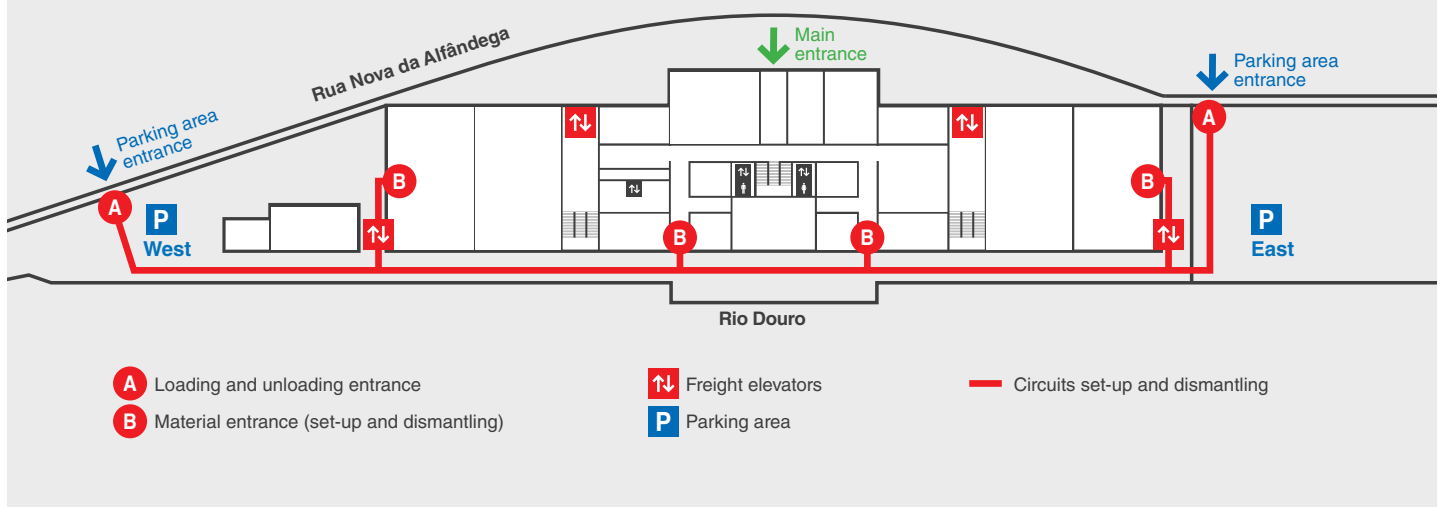 Main
entrance
Rua Nova da Alfândega
Parking area
entrance
Parking area
entrance
A
B
B
A
P
West
B
B
P
East
Rio Douro
A Loading and unloading entrance
Freight elevators
Circuits set-up and dismantling
B Material entrance (set-up and dismantling)
P Parking area